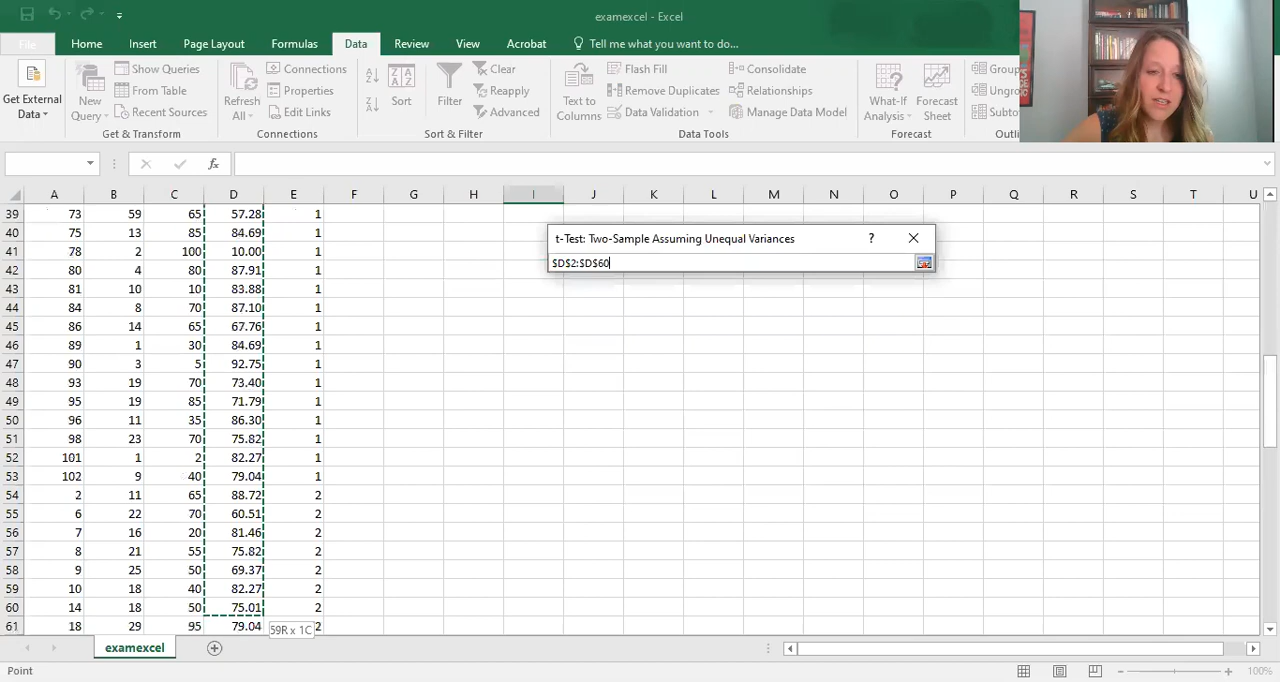 examexcel - Excel
File Home Insert Page Layout Formulas Data Review View Acrobat Tell me what you want to do...
Get External Data
New Query
Show Queries
From Table
Recent Sources
Get & Transform
Refresh All
Connections
Properties
Edit Links
Connections
Sort
Filter
Clear
Reapply
Advanced
Sort & Filter
Text to Columns
Flash Fill
Remove Duplicates
Data Validation
Consolidate
Relationships
Manage Data Model
Data Tools
What-If Analysis
Forecast Sheet
Forecast
Group
Ungro
Subto
Outli
fx
A B C D E F G H I J K L M N O P Q R S T U
39 73 59 65 57.28 1
40 75 13 85 84.69 1
41 78 2 100 10.00 1
42 80 4 80 87.91 1
43 81 10 10 83.88 1
44 84 8 70 87.10 1
45 86 14 65 67.76 1
46 89 1 30 84.69 1
47 90 3 5 92.75 1
48 93 19 70 73.40 1
49 95 19 85 71.79 1
50 96 11 35 86.30 1
51 98 23 70 75.82 1
52 101 1 2 82.27 1
53 102 9 40 79.04 1
54 2 11 65 88.72 2
55 6 22 70 60.51 2
56 7 16 20 81.46 2
57 8 21 55 75.82 2
58 9 25 50 69.37 2
59 10 18 40 82.27 2
60 14 18 50 75.01 2
61 18 29 95 79.04 2
59R x 1C
t-Test: Two-Sample Assuming Unequal Variances ?
$D$2:$D$60
examexcel
Point
100%